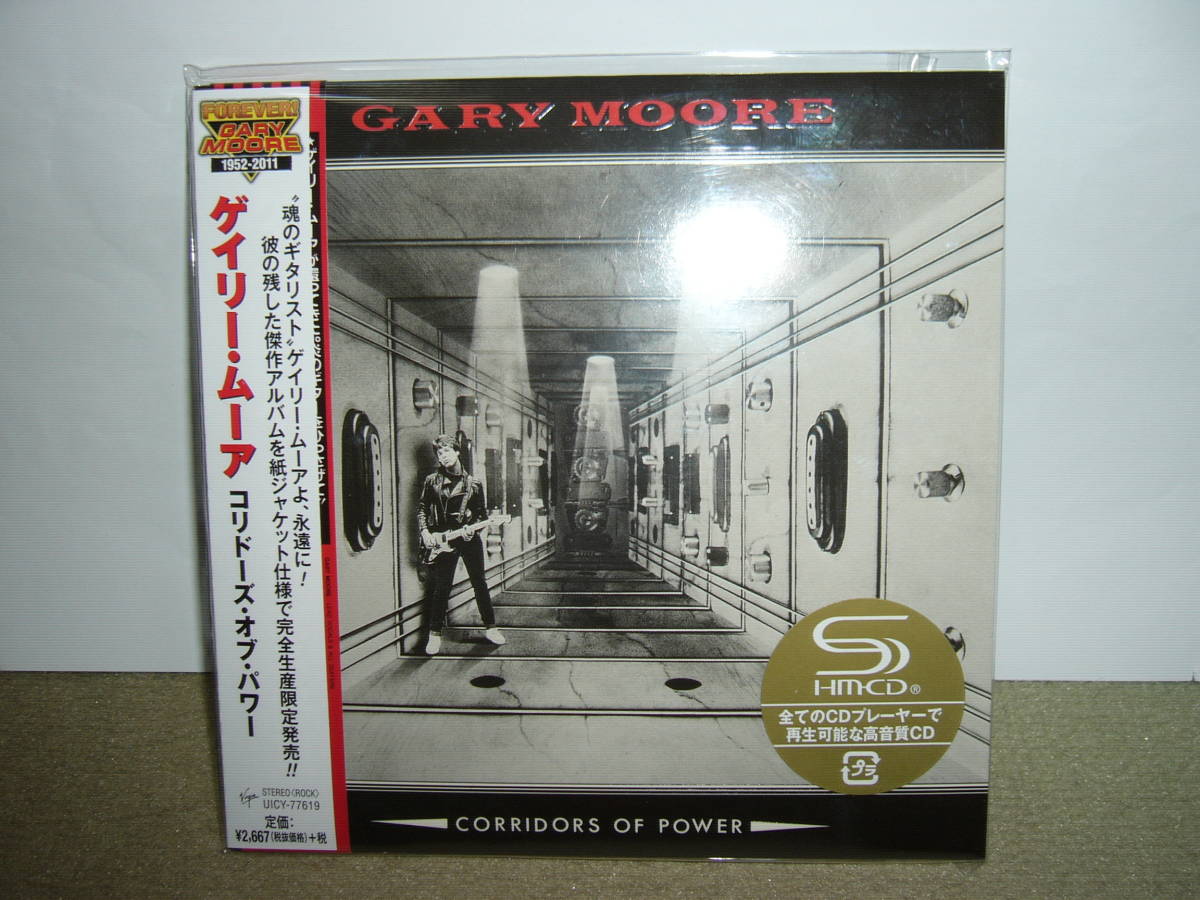 FOREVER!
GARY
MOORE
1952-2011
ゲイリー・ムーア
コリドーズ・オブ・パワー
“魂のギタリスト”ゲイリー・ムーアよ、永遠に!
彼の残した傑作アルバムを紙ジャケット仕様で完全生産限定発売!!
Virgin
STEREO〈ROCK〉
UICY-77619
定価:
¥2,667(税抜価格)+税
GARY MOORE
SHM-CD®
全てのCDプレーヤーで
再生可能な高音質CD
プラ
CORRIDORS OF POWER